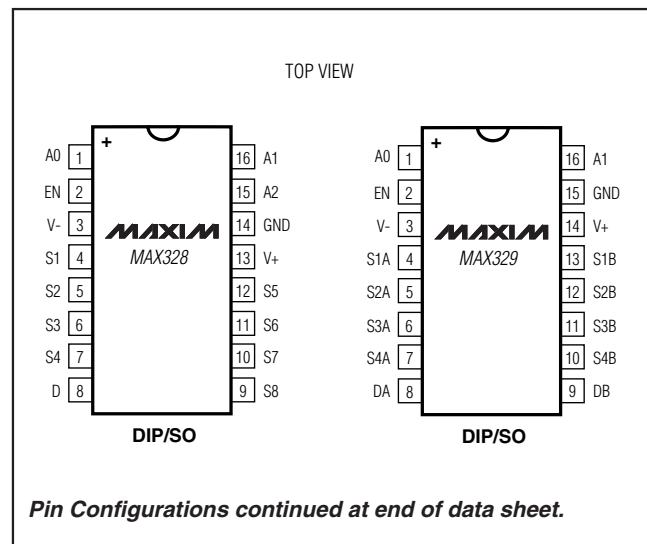 TOP VIEW
+
A0 1 16 A1
EN 2 15 A2
V- 3 14 GND
S1 4 13 V+
S2 5 12 S5
S3 6 11 S6
S4 7 10 S7
D 8 9 S8
MAXIM
MAX328
DIP/SO
+
A0 1 16 A1
EN 2 15 GND
V- 3 14 V+
S1A 4 13 S1B
S2A 5 12 S2B
S3A 6 11 S3B
S4A 7 10 S4B
DA 8 9 DB
MAXIM
MAX329
DIP/SO
Pin Configurations continued at end of data sheet.